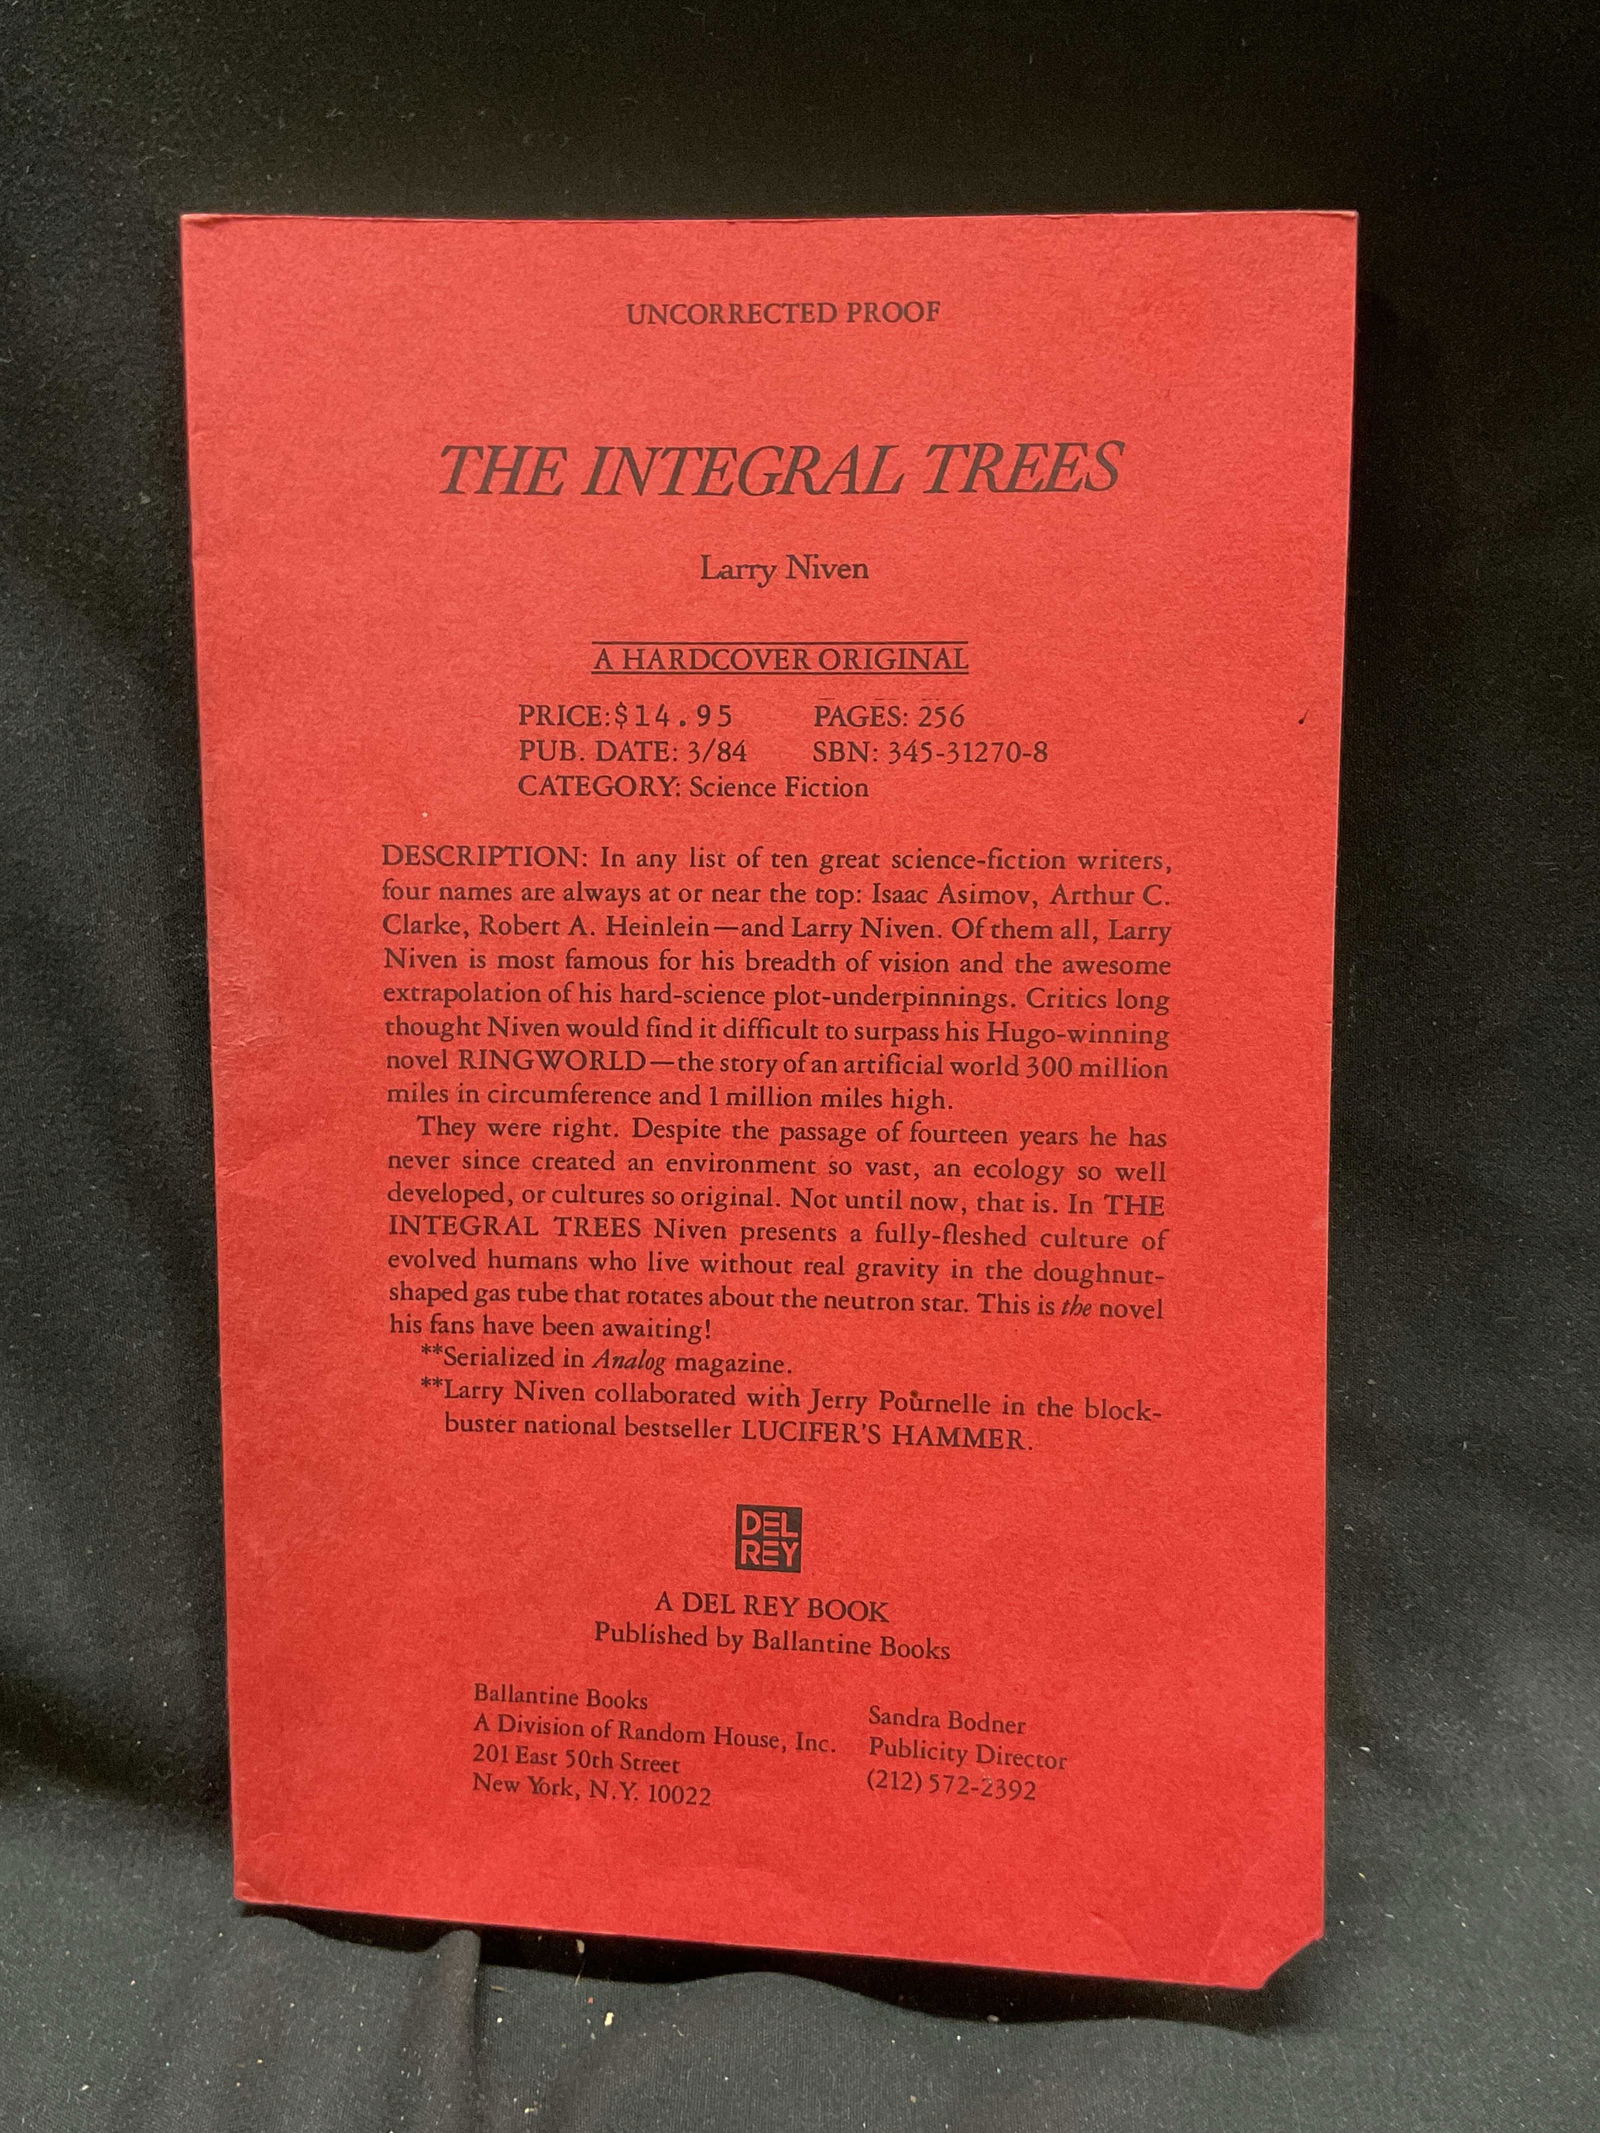 UNCORRECTED PROOF
THE INTEGRAL TREES
Larry Niven
A HARDCOVER ORIGINAL
PRICE:$14.95 PAGES: 256
PUB. DATE: 3/84 SBN: 345-31270-8
CATEGORY: Science Fiction
DESCRIPTION: In any list of ten great science-fiction writers,
four names are always at or near the top: Isaac Asimov, Arthur C.
Clarke, Robert A. Heinlein—and Larry Niven. Of them all, Larry
Niven is most famous for his breadth of vision and the awesome
extrapolation of his hard-science plot-underpinnings. Critics long
thought Niven would find it difficult to surpass his Hugo-winning
novel RINGWORLD—the story of an artificial world 300 million
miles in circumference and 1 million miles high.
They were right. Despite the passage of fourteen years he has
never since created an environment so vast, an ecology so well
developed, or cultures so original. Not until now, that is. In THE
INTEGRAL TREES Niven presents a fully-fleshed culture of
evolved humans who live without real gravity in the doughnut-
shaped gas tube that rotates about the neutron star. This is the novel
his fans have been awaiting!
**Serialized in Analog magazine.
**Larry Niven collaborated with Jerry Pournelle in the block-
buster national bestseller LUCIFER'S HAMMER.
DEL
REY
A DEL REY BOOK
Published by Ballantine Books
Ballantine Books
A Division of Random House, Inc.
201 East 50th Street
New York, N.Y. 10022
Sandra Bodner
Publicity Director
(212) 572-2392